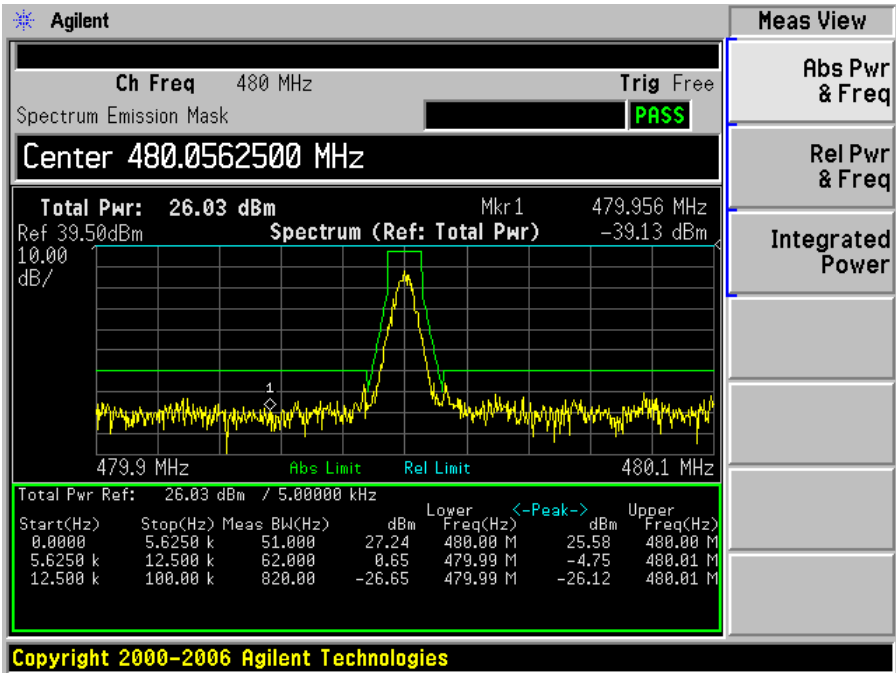 Agilent
Ch Freq 480 MHz Trig Free
Spectrum Emission Mask PASS
Center 480.0562500 MHz
Total Pwr: 26.03 dBm Mkr1 479.956 MHz
Ref 39.50dBm Spectrum (Ref: Total Pwr) -39.13 dBm
10.00
dB/
1
479.9 MHz Abs Limit Rel Limit 480.1 MHz
Total Pwr Ref: 26.03 dBm / 5.00000 kHz
Lower <-Peak-> Upper
Start(Hz) Stop(Hz) Meas BW(Hz) dBm Freq(Hz) dBm Freq(Hz)
0.0000 5.6250 k 51.000 27.24 480.00 M 25.58 480.00 M
5.6250 k 12.500 k 62.000 0.65 479.99 M -4.75 480.01 M
12.500 k 100.00 k 820.00 -26.65 479.99 M -26.12 480.01 M
Copyright 2000-2006 Agilent Technologies
Meas View
Abs Pwr
& Freq
Rel Pwr
& Freq
Integrated
Power